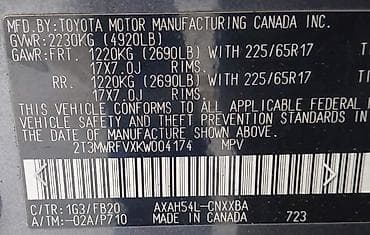 MFD.BY:TOYOTA MOTOR MANUFACTURING CANADA INC.
GVWR:2230KG (4920LB)
GAWR:FRT. 1220KG (2690LB) WITH 225/65R17 TI
17X7.0J RIMS,
RR. 1220KG (2690LB) WITH 225/65R17 TI
17X7.0J RIMS,
THIS VEHICLE CONFORMS TO ALL APPLICABLE FEDERAL
VEHICLE SAFETY AND THEFT PREVENTION STANDARDS IN
OF MANUFACTURE SHOWN ABOVE.
2T3MWRFVXKW004174 MPV
C/TR:1G3/FB20 AXAH54L-CNXXBA
A/TM:-02A/P710 MADE IN CANADA 723